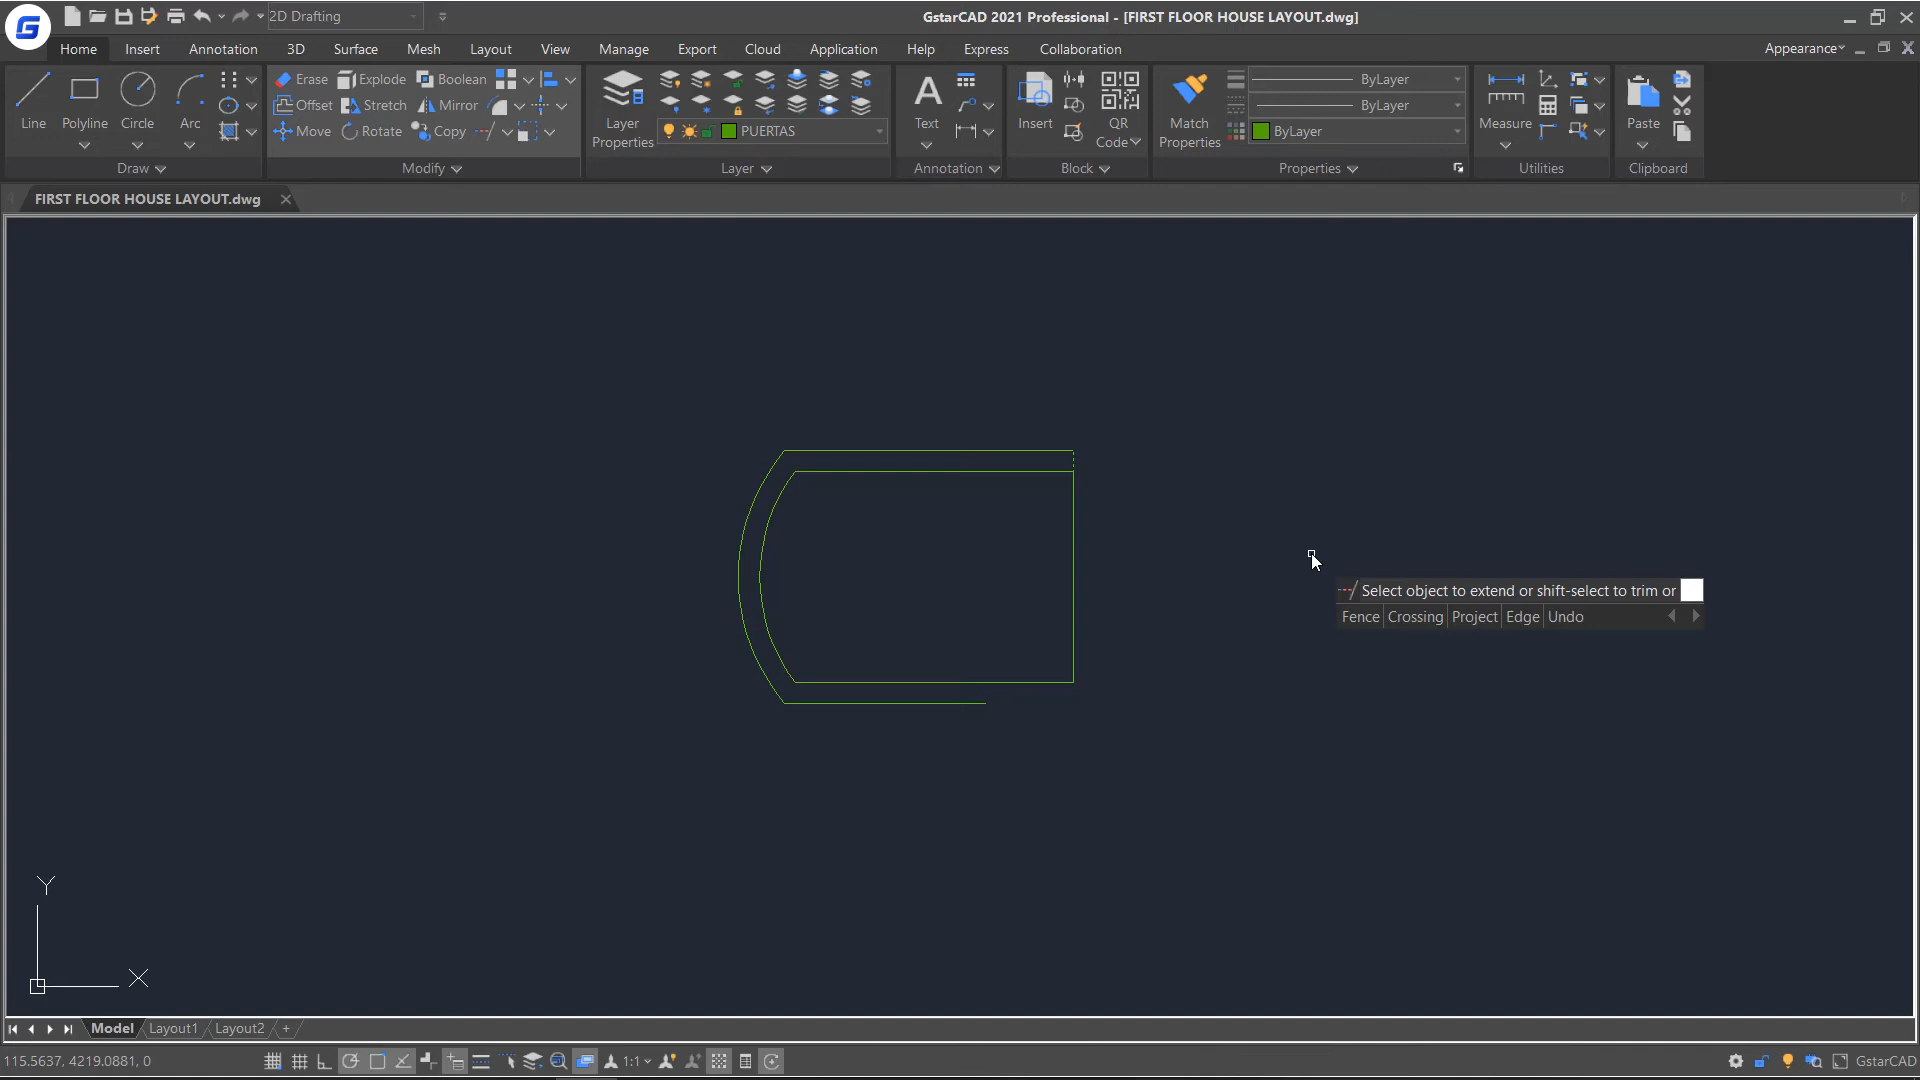 2D Drafting
GstarCAD 2021 Professional - [FIRST FLOOR HOUSE LAYOUT.dwg]
Home Insert Annotation 3D Surface Mesh Layout View Manage Export Cloud Application Help Express Collaboration Appearance
Line Polyline Circle Arc
Draw
Erase Explode Boolean
Offset Stretch Mirror
Move Rotate Copy
Modify
Layer Properties
PUERTAS
Layer
Text
Annotation
Insert
QR Code
Block
Match Properties
ByLayer
ByLayer
ByLayer
Properties
Measure
Utilities
Paste
Clipboard
FIRST FLOOR HOUSE LAYOUT.dwg
Select object to extend or shift-select to trim or
Fence Crossing Project Edge Undo
Y
X
Model Layout1 Layout2 +
115.5637, 4219.0881, 0
1:1
GstarCAD